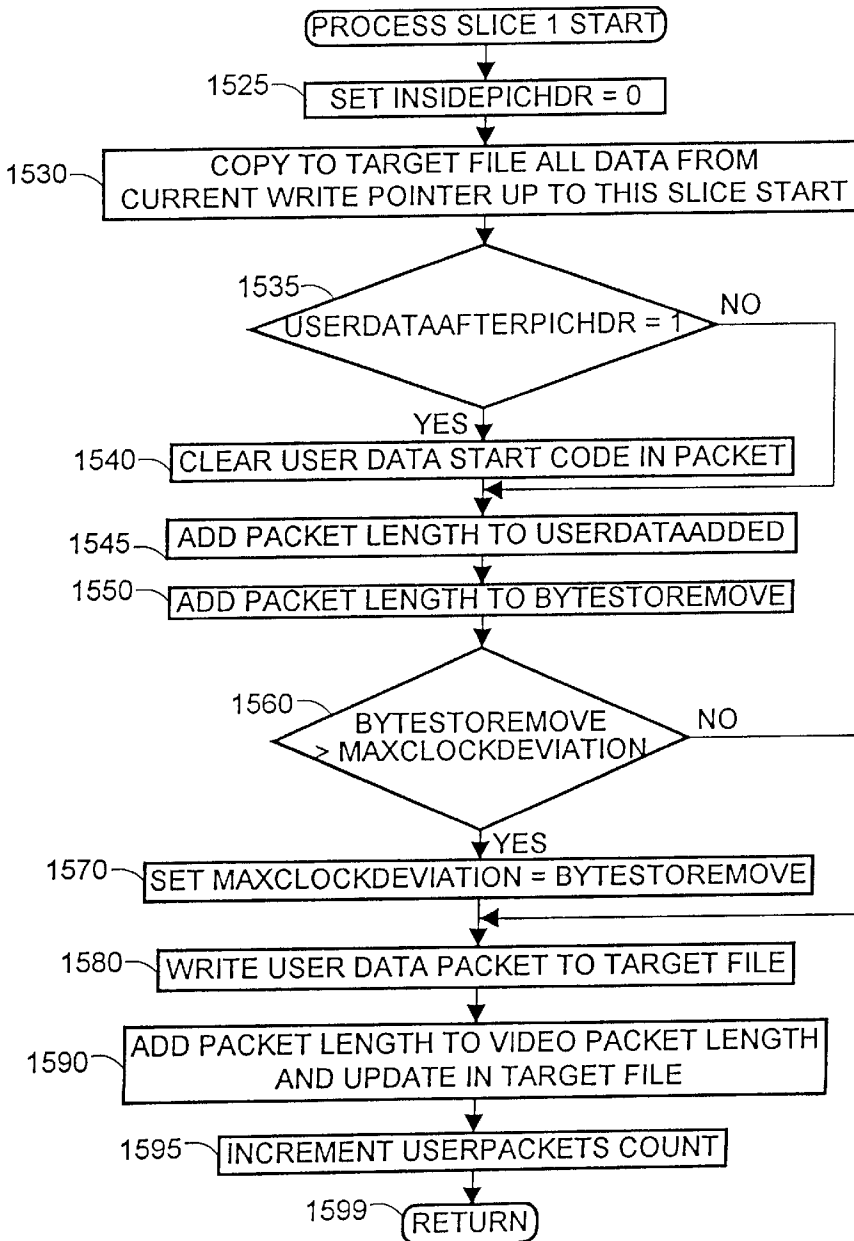 PROCESS SLICE 1 START
1525
SET INSIDEPICHDR = 0
1530
COPY TO TARGET FILE ALL DATA FROM
CURRENT WRITE POINTER UP TO THIS SLICE START
1535
USERDATAAFTERPICHDR = 1
NO
YES
1540
CLEAR USER DATA START CODE IN PACKET
1545
ADD PACKET LENGTH TO USERDATAADDED
1550
ADD PACKET LENGTH TO BYTESTOREMOVE
1560
BYTESTOREMOVE
> MAXCLOCKDEVIATION
NO
YES
1570
SET MAXCLOCKDEVIATION = BYTESTOREMOVE
1580
WRITE USER DATA PACKET TO TARGET FILE
1590
ADD PACKET LENGTH TO VIDEO PACKET LENGTH
AND UPDATE IN TARGET FILE
1595
INCREMENT USERPACKETS COUNT
1599
RETURN